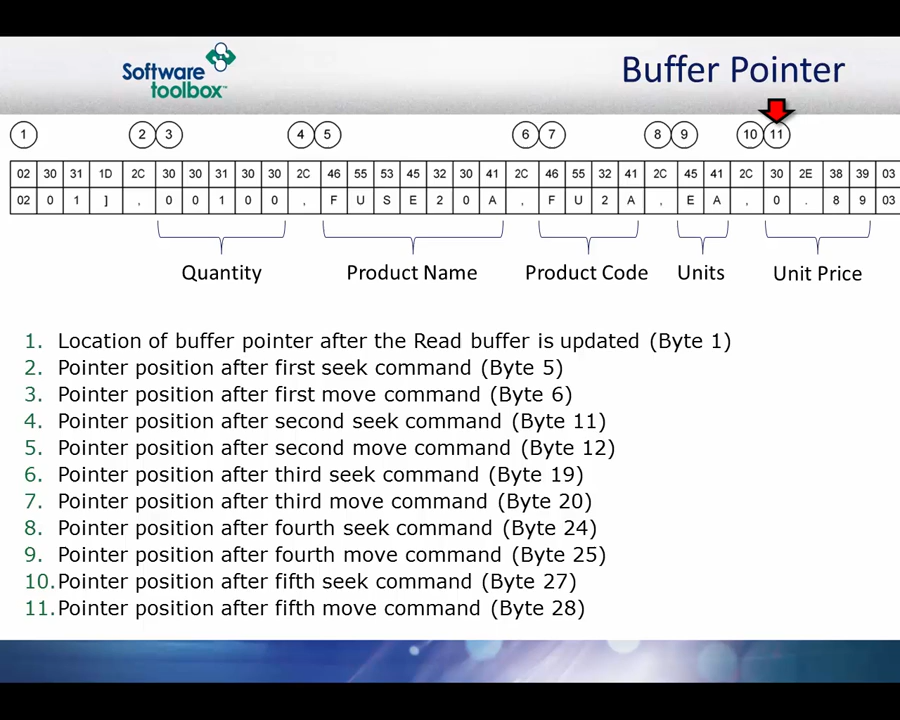 Software
toolbox™
Buffer Pointer
1 2 3 4 5 6 7 8 9 10 11
02 30 31 1D 2C 30 30 31 30 30 2C 46 55 53 45 32 30 41 2C 46 55 32 41 2C 45 41 2C 30 2E 38 39 03
02 0 1 ] , 0 0 1 0 0 , F U S E 2 0 A , F U 2 A , E A , 0 . 8 9 03
Quantity Product Name Product Code Units Unit Price
1. Location of buffer pointer after the Read buffer is updated (Byte 1)
2. Pointer position after first seek command (Byte 5)
3. Pointer position after first move command (Byte 6)
4. Pointer position after second seek command (Byte 11)
5. Pointer position after second move command (Byte 12)
6. Pointer position after third seek command (Byte 19)
7. Pointer position after third move command (Byte 20)
8. Pointer position after fourth seek command (Byte 24)
9. Pointer position after fourth move command (Byte 25)
10. Pointer position after fifth seek command (Byte 27)
11. Pointer position after fifth move command (Byte 28)